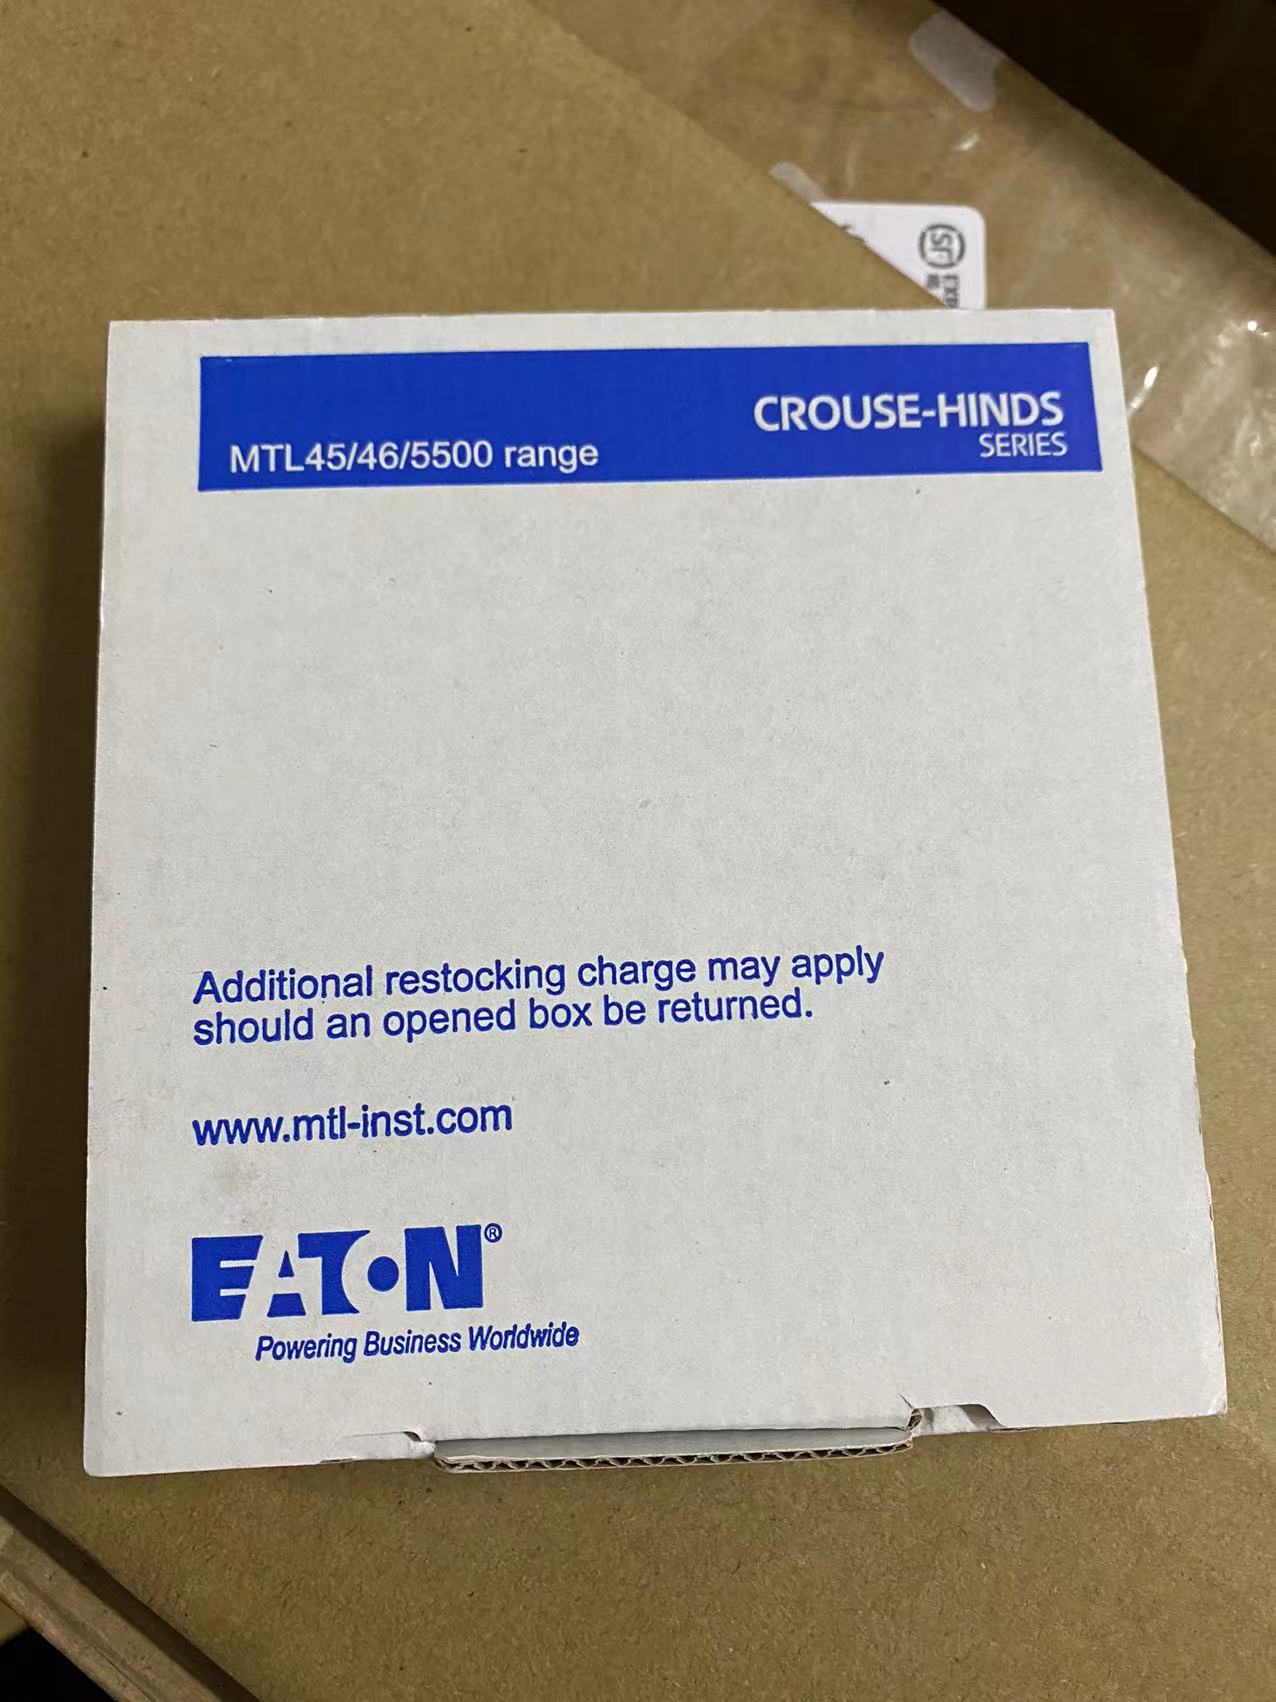 MTL45/46/5500 range
CROUSE-HINDS
SERIES
Additional restocking charge may apply
should an opened box be returned.
www.mtl-inst.com
EATON®
Powering Business Worldwide
SF